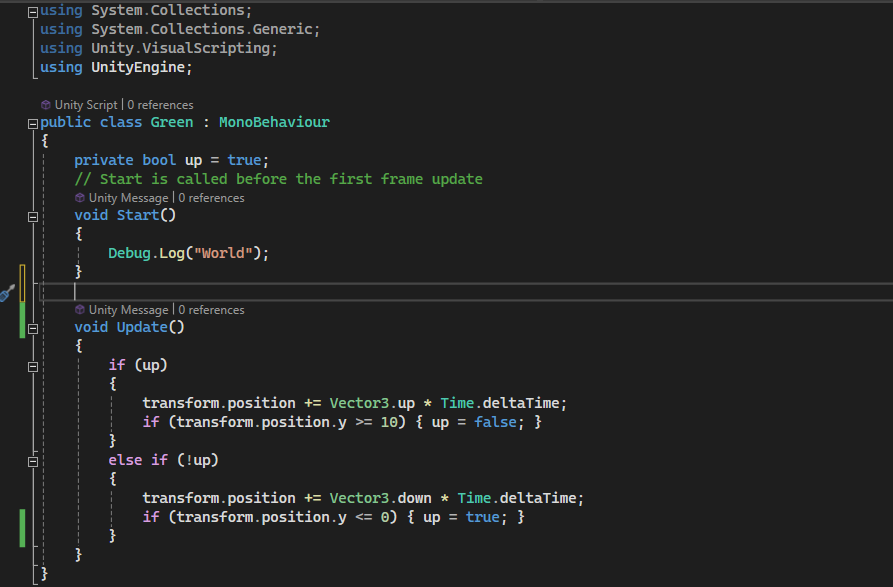 using System.Collections;
using System.Collections.Generic;
using Unity.VisualScripting;
using UnityEngine;
Unity Script | 0 references
public class Green : MonoBehaviour
{
private bool up = true;
// Start is called before the first frame update
Unity Message | 0 references
void Start()
{
Debug.Log("World");
}
Unity Message | 0 references
void Update()
{
if (up)
{
transform.position += Vector3.up * Time.deltaTime;
if (transform.position.y >= 10) { up = false; }
}
else if (!up)
{
transform.position += Vector3.down * Time.deltaTime;
if (transform.position.y <= 0) { up = true; }
}
}
}